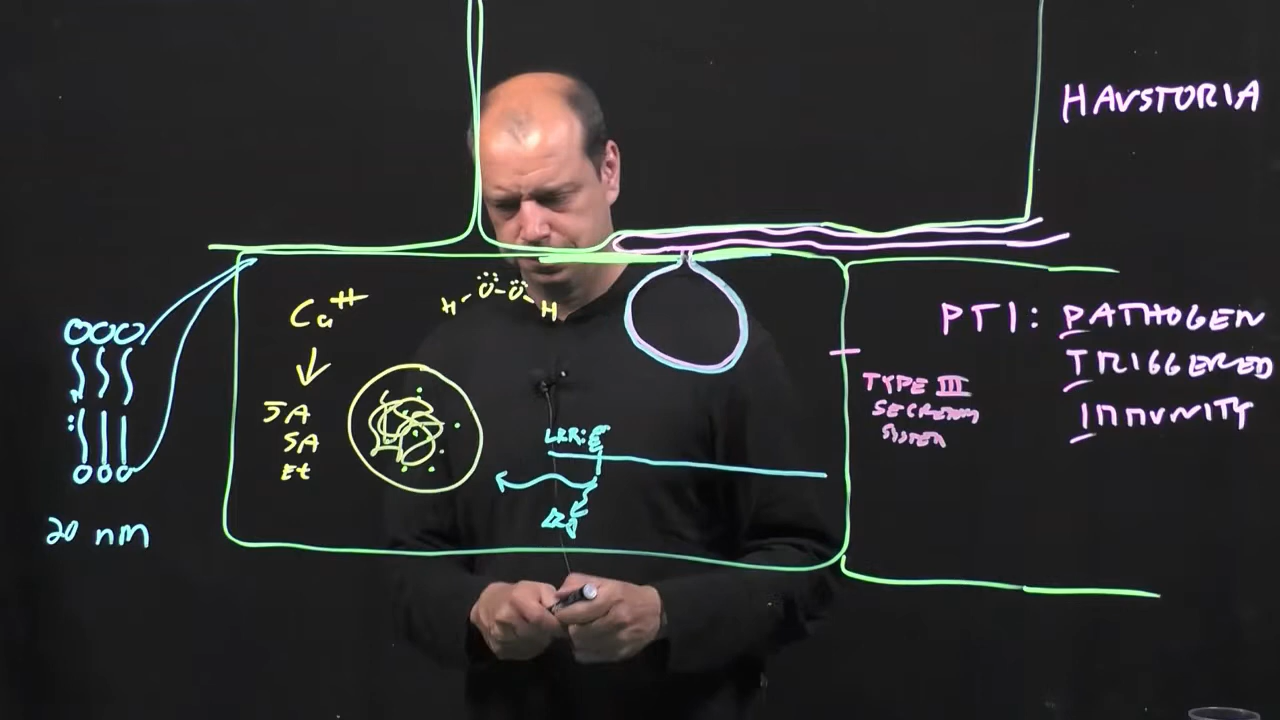 HAUSTORIA
H-O-O-H
Ca++
PTI: PATHOGEN
TRIGGERED
IMMUNITY
TYPE III
SECRETION
SYSTEM
JA
SA
Et
LRR:
20 nm